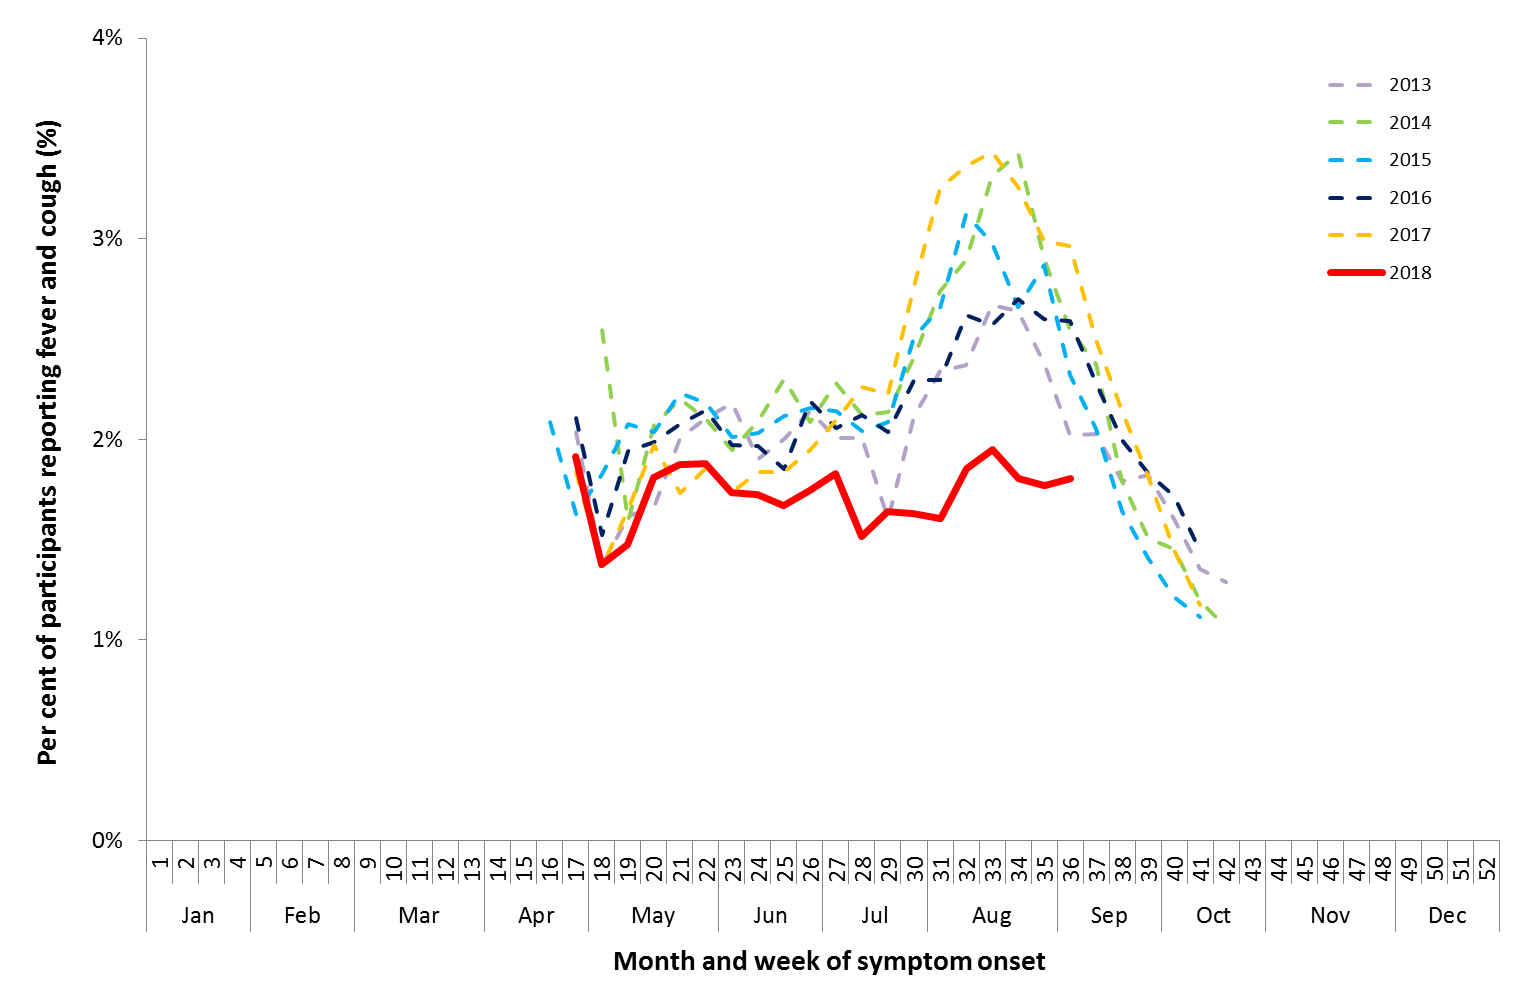 4%
3%
2%
1%
0%
Per cent of participants reporting fever and cough (%)
2013
2014
2015
2016
2017
2018
1 2 3 4 5 6 7 8 9 10 11 12 13 14 15 16 17 18 19 20 21 22 23 24 25 26 27 28 29 30 31 32 33 34 35 36 37 38 39 40 41 42 43 44 45 46 47 48 49 50 51 52
Jan Feb Mar Apr May Jun Jul Aug Sep Oct Nov Dec
Month and week of symptom onset